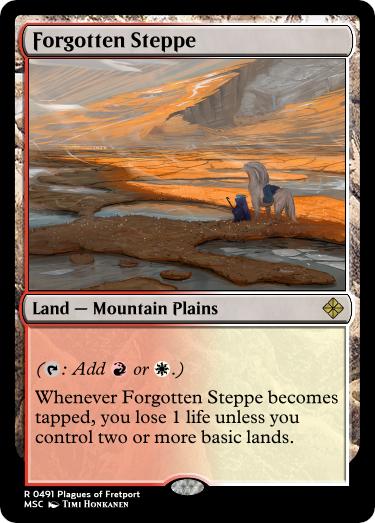 Forgotten Steppe
Land — Mountain Plains
(: Add or .)
Whenever Forgotten Steppe becomes
tapped, you lose 1 life unless you
control two or more basic lands.
R 0491 Plagues of Fretport
MSC Timi Honkanen